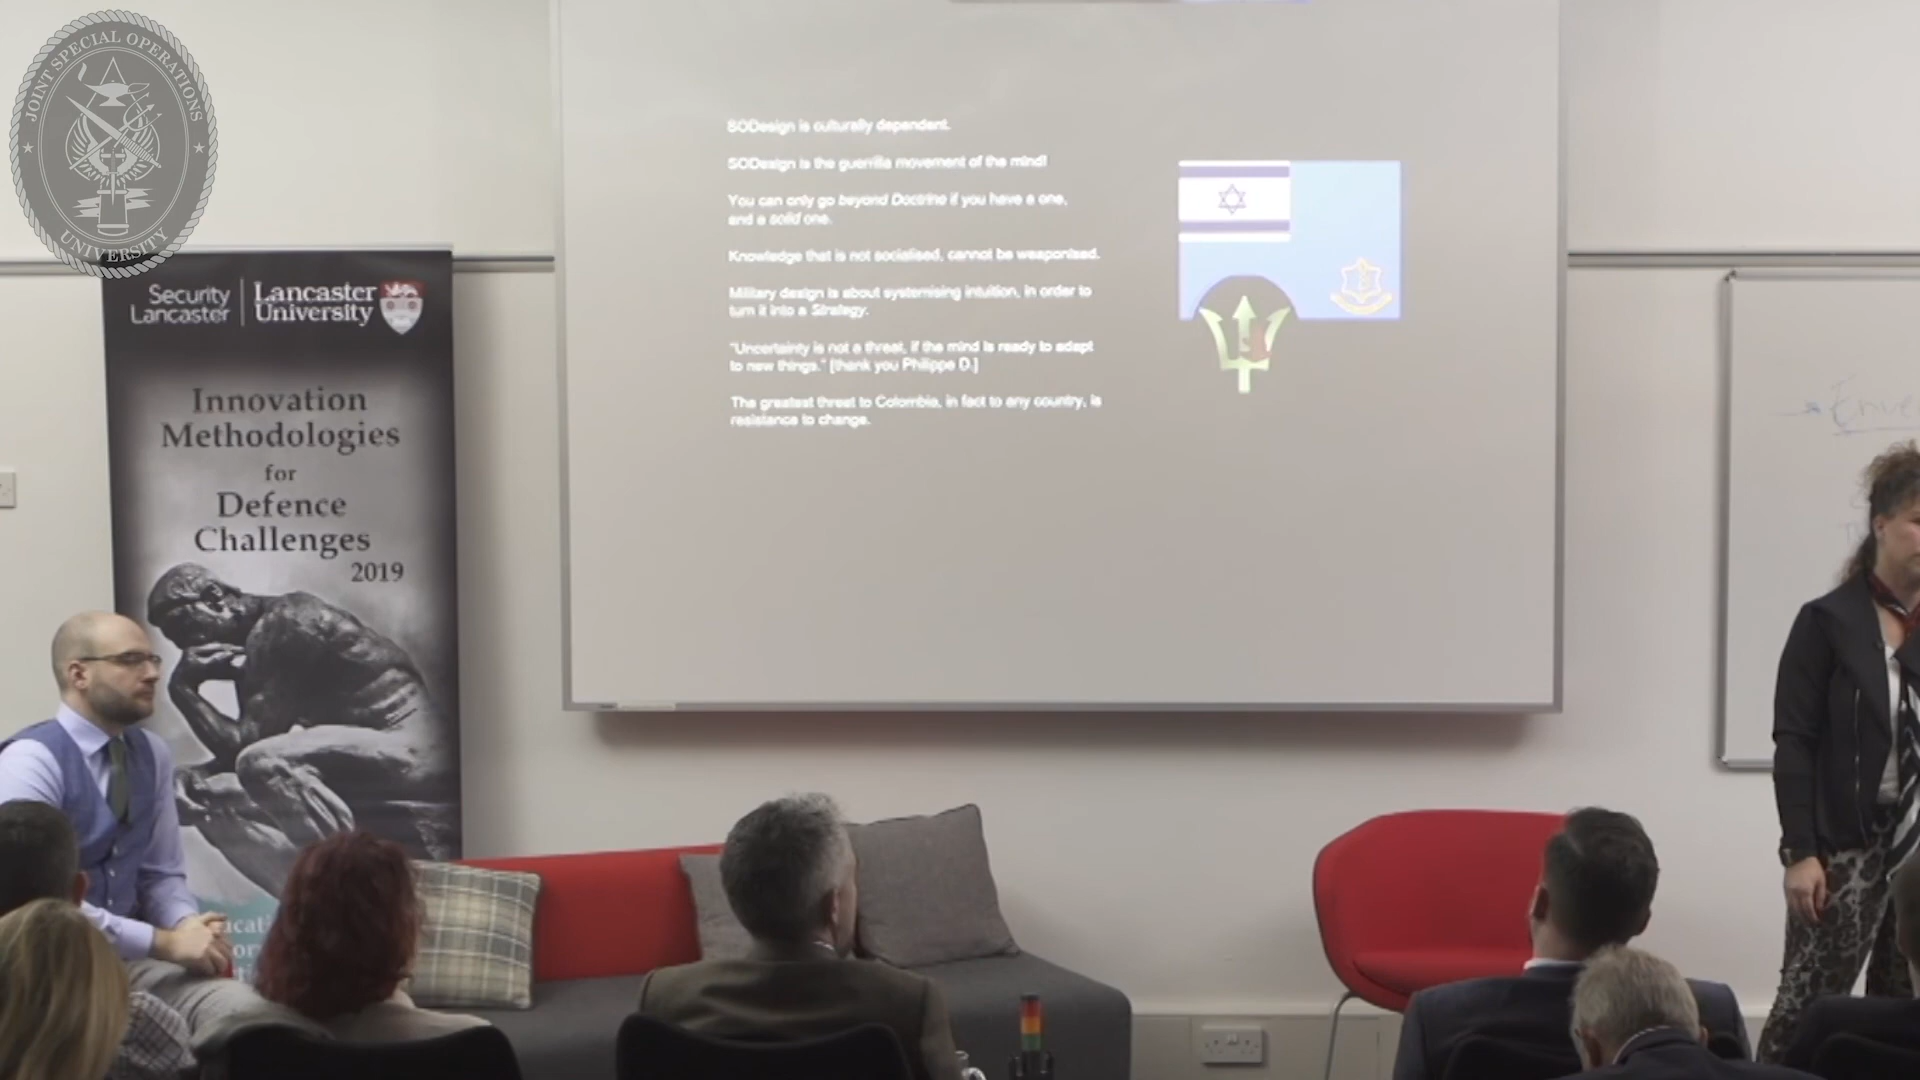 JOINT SPECIAL OPERATIONS
UNIVERSITY
Security
Lancaster
Lancaster
University
Innovation
Methodologies
for
Defence
Challenges
2019
SODesign is culturally dependent.
SODesign is the guerrilla movement of the mind!
You can only go beyond Doctrine if you have a one,
and a solid one.
Knowledge that is not socialised, cannot be weaponised.
Military design is about systemising intuition, in order to
turn it into a Strategy.
"Uncertainty is not a threat, if the mind is ready to adapt
to new things." [thank you Philippe D.]
The greatest threat to Colombia, in fact to any country, is
resistance to change.